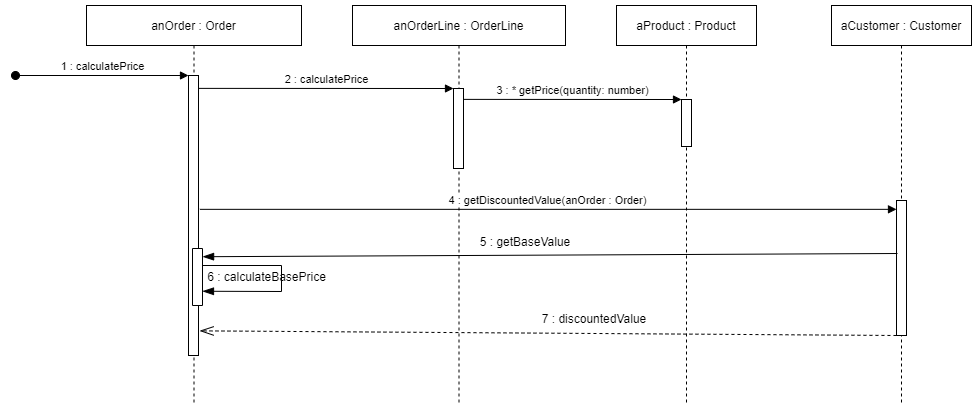 anOrder : Order
anOrderLine : OrderLine
aProduct : Product
aCustomer : Customer
1 : calculatePrice
2 : calculatePrice
3 : * getPrice(quantity: number)
4 : getDiscountedValue(anOrder : Order)
5 : getBaseValue
6 : calculateBasePrice
7 : discountedValue